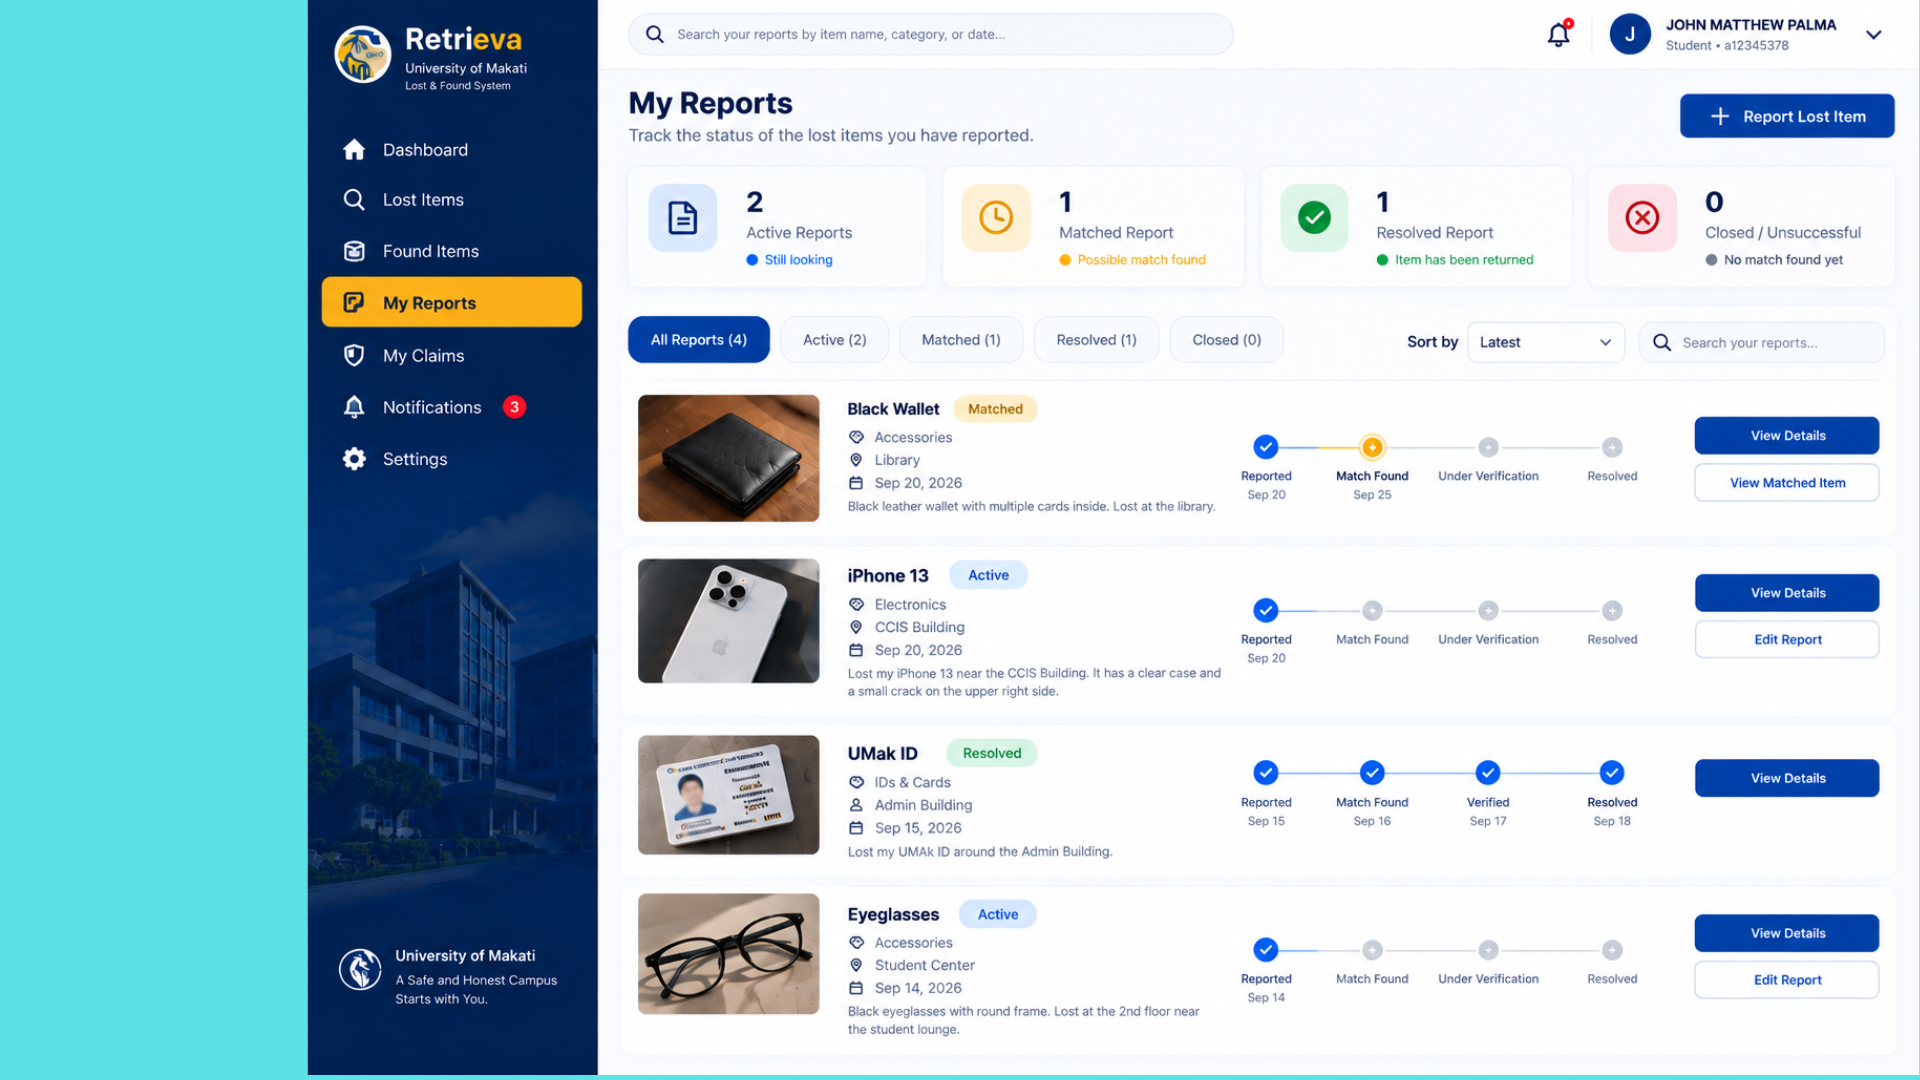 Retrieva
University of Makati
Lost & Found System
Dashboard
Lost Items
Found Items
My Reports
My Claims
Notifications 3
Settings
University of Makati
A Safe and Honest Campus
Starts with You.
Search your reports by item name, category, or date...
J
JOHN MATTHEW PALMA
Student • a12345378
My Reports
Track the status of the lost items you have reported.
+ Report Lost Item
2
Active Reports
Still looking
1
Matched Report
Possible match found
1
Resolved Report
Item has been returned
0
Closed / Unsuccessful
No match found yet
All Reports (4)
Active (2)
Matched (1)
Resolved (1)
Closed (0)
Sort by
Latest
Search your reports...
Black Wallet
Matched
Accessories
Library
Sep 20, 2026
Black leather wallet with multiple cards inside. Lost at the library.
Reported
Sep 20
Match Found
Sep 25
Under Verification
Resolved
View Details
View Matched Item
iPhone 13
Active
Electronics
CCIS Building
Sep 20, 2026
Lost my iPhone 13 near the CCIS Building. It has a clear case and
a small crack on the upper right side.
Reported
Sep 20
Match Found
Under Verification
Resolved
View Details
Edit Report
UMak ID
Resolved
IDs & Cards
Admin Building
Sep 15, 2026
Lost my UMAk ID around the Admin Building.
Reported
Sep 15
Match Found
Sep 16
Verified
Sep 17
Resolved
Sep 18
View Details
Eyeglasses
Active
Accessories
Student Center
Sep 14, 2026
Black eyeglasses with round frame. Lost at the 2nd floor near
the student lounge.
Reported
Sep 14
Match Found
Under Verification
Resolved
View Details
Edit Report